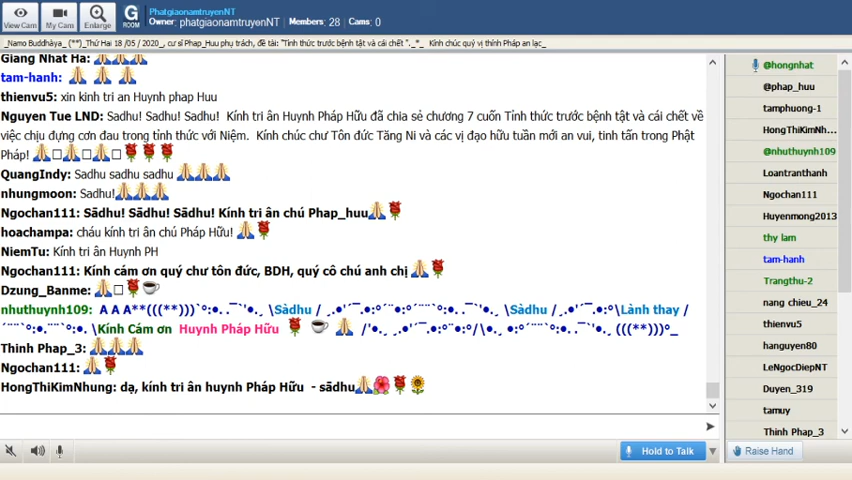 View Cam
My Cam
Enlarge
G
ROOM
PhatgiaonamtruyenNT
Owner: phatgiaonamtruyenNT | Members: 28 | Cams: 0
_Namo Buddhàya_ (**)_Thứ Hai 18 /05 / 2020_, cư sĩ Phap_Huu phụ trách, đề tài: "Tỉnh thức trước bệnh tật và cái chết "._*_ Kính chúc quý vị thính Pháp an lạc_
Giang Nhat Ha:
tam-hanh:
thienvu5: xin kinh tri an Huynh phap Huu
Nguyen Tue LND: Sadhu! Sadhu! Sadhu! Kính tri ân Huynh Pháp Hữu đã chia sẻ chương 7 cuốn Tỉnh thức trước bệnh tật và cái chết về
việc chịu đựng cơn đau trong tỉnh thức với Niệm. Kính chúc chư Tôn đức Tăng Ni và các vị đạo hữu tuần mới an vui, tinh tấn trong Phật
Pháp!
QuangIndy: Sadhu sadhu sadhu
nhungmoon: Sadhu!
Ngochan111: Sādhu! Sādhu! Sādhu! Kính tri ân chú Phap_huu
hoachampa: cháu kính tri ân chú Pháp Hữu!
NiemTu: Kính tri ân Huynh PH
Ngochan111: Kính cám ơn quý chư tôn đức, BDH, quý cô chú anh chị
Dzung_Banme:
nhuthuynh109: A A A**(((**)))`°:•. .¯`'•.¸ \Sàdhu / ¸.•'´¯.•:°´¨•:°´¨¨`°:•. .¯`'•.¸ \Sàdhu / ¸.•'´¯.•:°\Lành thay /
´¨¨`°:•.¨¨`°:•. \Kính Cám ơn Huynh Pháp Hữu /'•.¸ ¸.•'´¯.•:°¨•:°/\•.¸ •:°´¨¨`°:•. .¯`'•.¸ (((**)))°_
Thinh Phap_3:
Ngochan111:
HongThiKimNhung: dạ, kính tri ân huynh Pháp Hữu - sādhu
Hold to Talk
@hongnhat
@phap_huu
tamphuong-1
HongThiKimNh...
@nhuthuynh109
Loantranthanh
Ngochan111
Huyenmong2013
thy lam
tam-hanh
Trangthu-2
nang chieu_24
thienvu5
hanguyen80
LeNgocDiepNT
Duyen_319
tamuy
Thinh Phap_3
Raise Hand